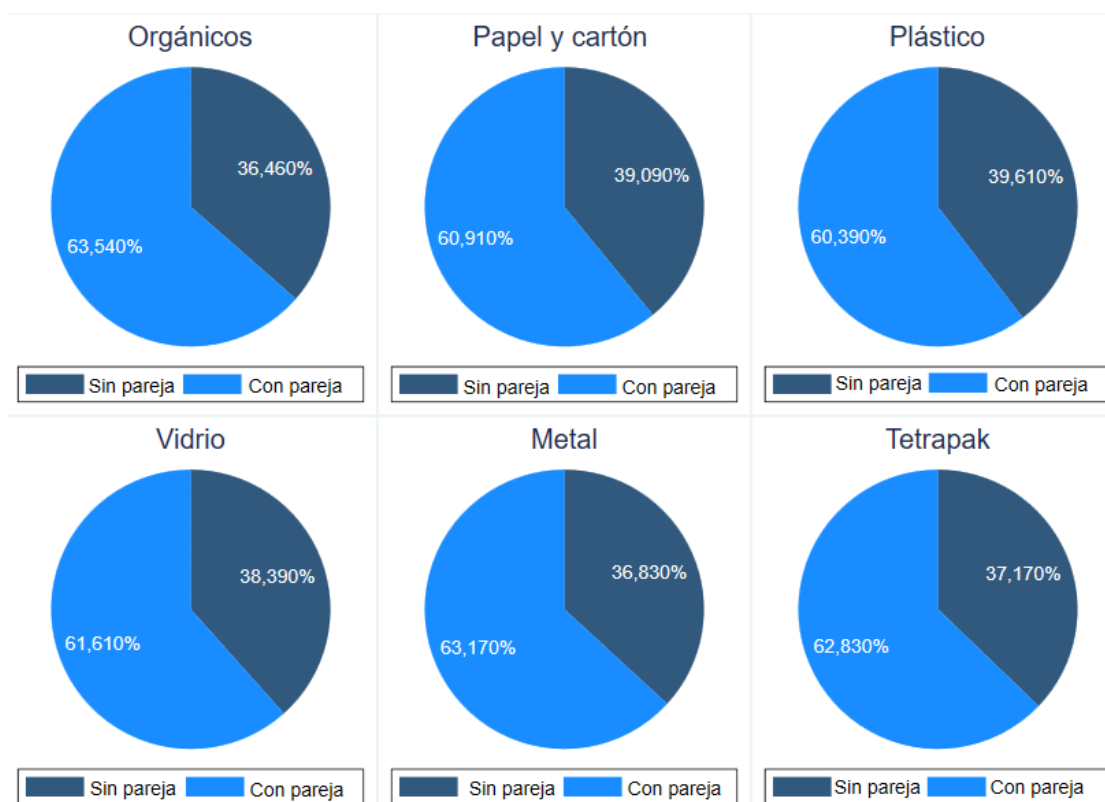 Orgánicos
36,460%
63,540%
Sin pareja Con pareja
Papel y cartón
39,090%
60,910%
Sin pareja Con pareja
Plástico
39,610%
60,390%
Sin pareja Con pareja
Vidrio
38,390%
61,610%
Sin pareja Con pareja
Metal
36,830%
63,170%
Sin pareja Con pareja
Tetrapak
37,170%
62,830%
Sin pareja Con pareja